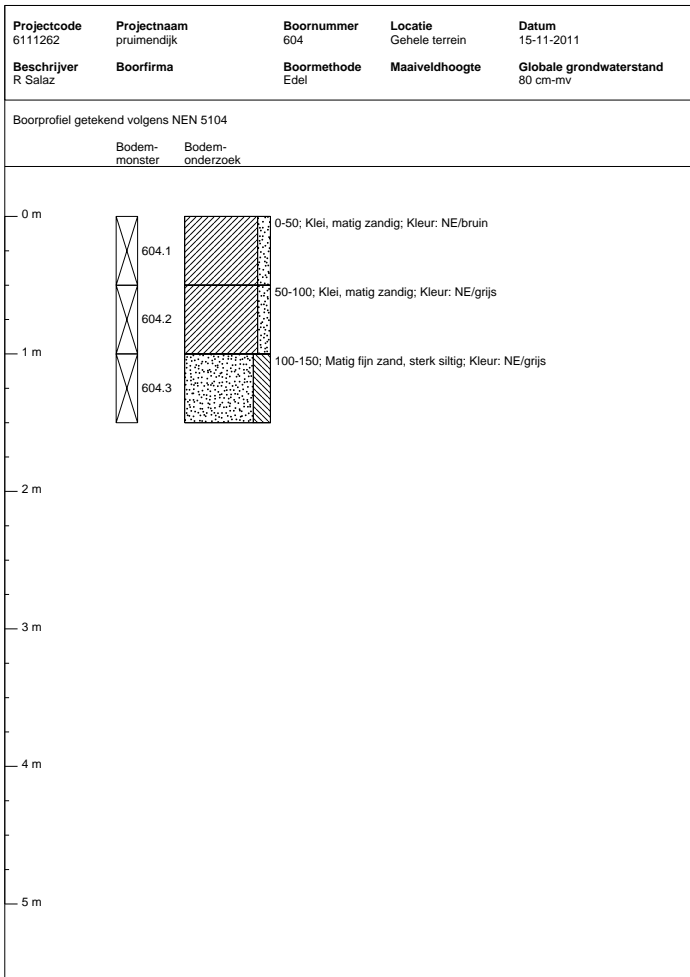 Projectcode Projectnaam Boornummer Locatie Datum
6111262 pruimendijk 604 Gehele terrein 15-11-2011
Beschrijver Boorfirma Boormethode Maaiveldhoogte Globale grondwaterstand
R Salaz Edel 80 cm-mv
Boorprofiel getekend volgens NEN 5104
Bodem- Bodem-
monster onderzoek
0 m
0-50; Klei, matig zandig; Kleur: NE/bruin
604.1
50-100; Klei, matig zandig; Kleur: NE/grijs
604.2
1 m
100-150; Matig fijn zand, sterk siltig; Kleur: NE/grijs
604.3
2 m
3 m
4 m
5 m